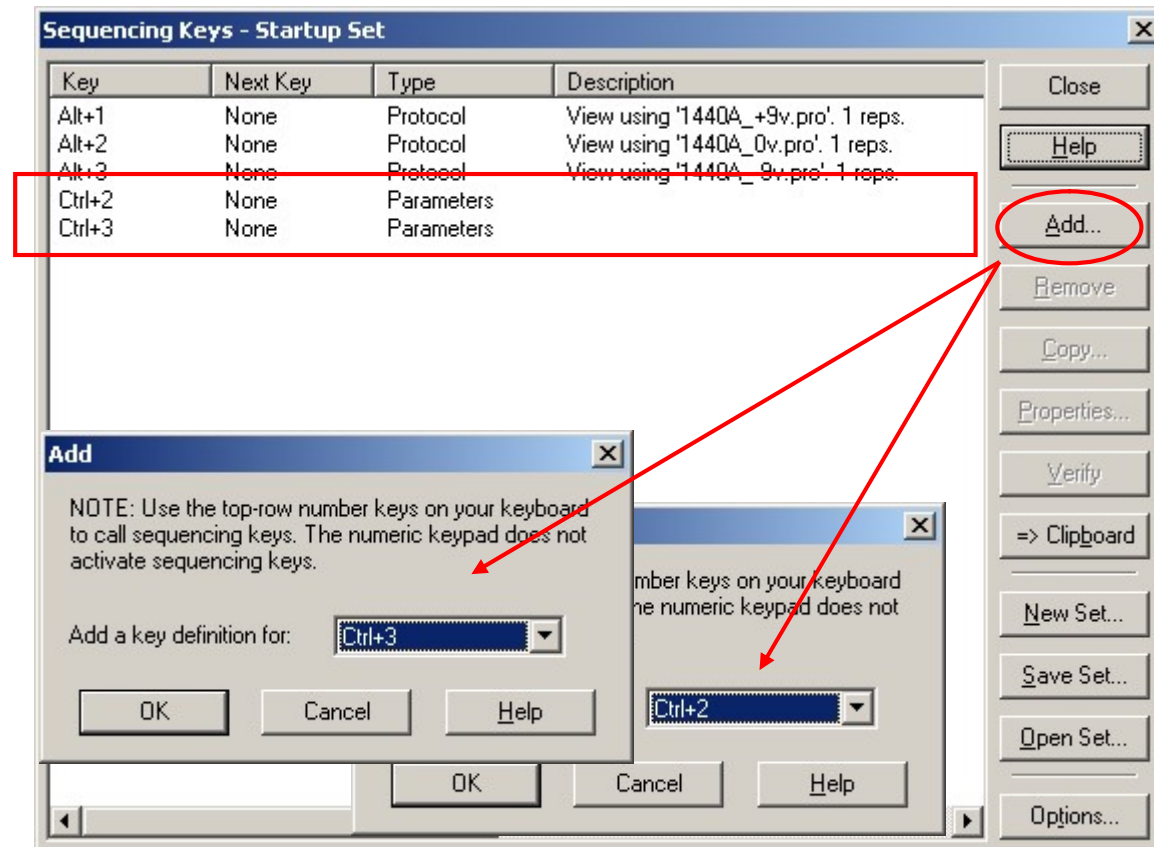 Sequencing Keys - Startup Set
Key Next Key Type Description
Alt+1 None Protocol View using '1440A_+9v.pro'. 1 reps.
Alt+2 None Protocol View using '1440A_0v.pro'. 1 reps.
Alt+3 None Protocol View using '1440A_-9v.pro'. 1 reps.
Ctrl+2 None Parameters
Ctrl+3 None Parameters
Close
Help
Add...
Remove
Copy...
Properties...
Verify
=> Clipboard
New Set...
Save Set...
Open Set...
Options...
Add
NOTE: Use the top-row number keys on your keyboard
to call sequencing keys. The numeric keypad does not
activate sequencing keys.
Add a key definition for: Ctrl+3
OK Cancel Help
mber keys on your keyboard
he numeric keypad does not
Ctrl+2
OK Cancel Help